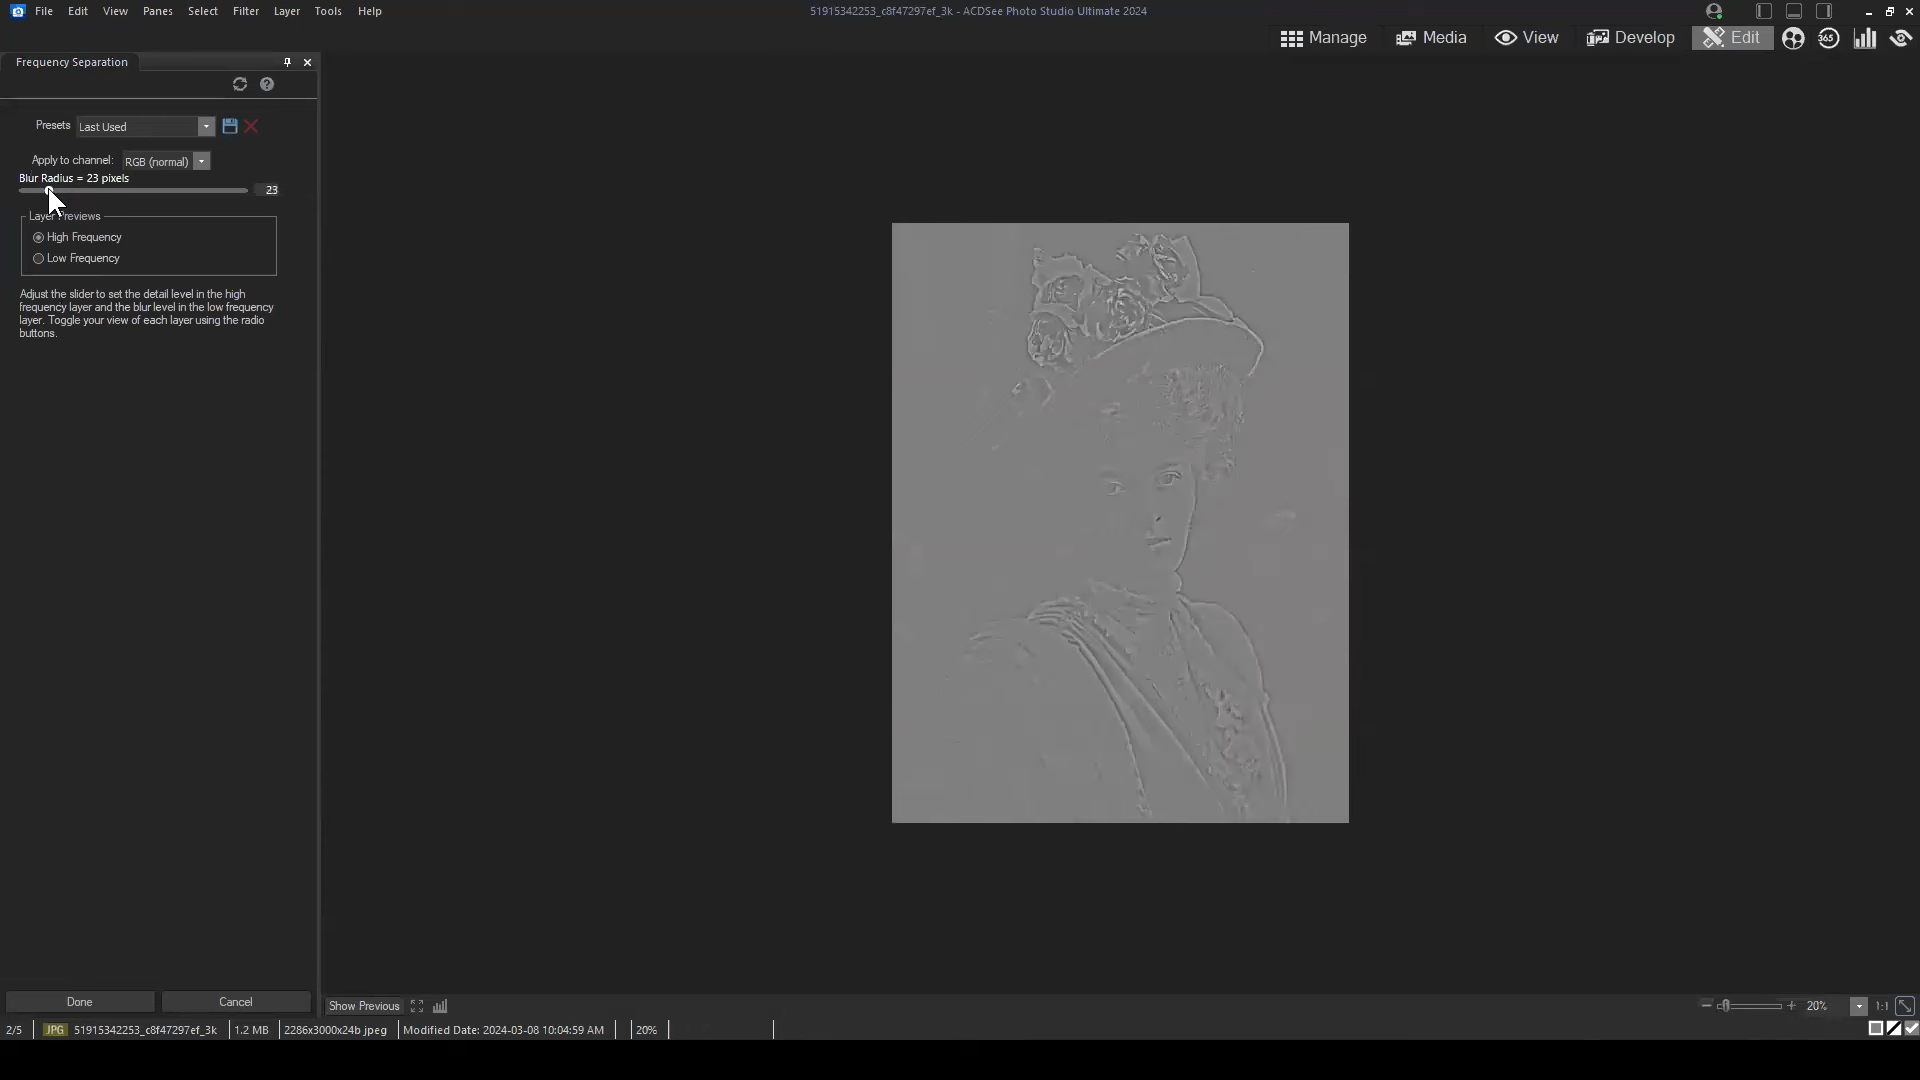 File Edit View Panes Select Filter Layer Tools Help
51915342253_c8f47297ef_3k - ACDSee Photo Studio Ultimate 2024
Manage Media View Develop Edit 365
Frequency Separation
Presets Last Used
Apply to channel: RGB (normal)
Blur Radius = 23 pixels
23
Layer Previews
High Frequency
Low Frequency
Adjust the slider to set the detail level in the high
frequency layer and the blur level in the low frequency
layer. Toggle your view of each layer using the radio
buttons.
Done Cancel
Show Previous 20% 1:1
2/5 JPG 51915342253_c8f47297ef_3k 1.2 MB 2286x3000x24b jpeg Modified Date: 2024-03-08 10:04:59 AM 20%